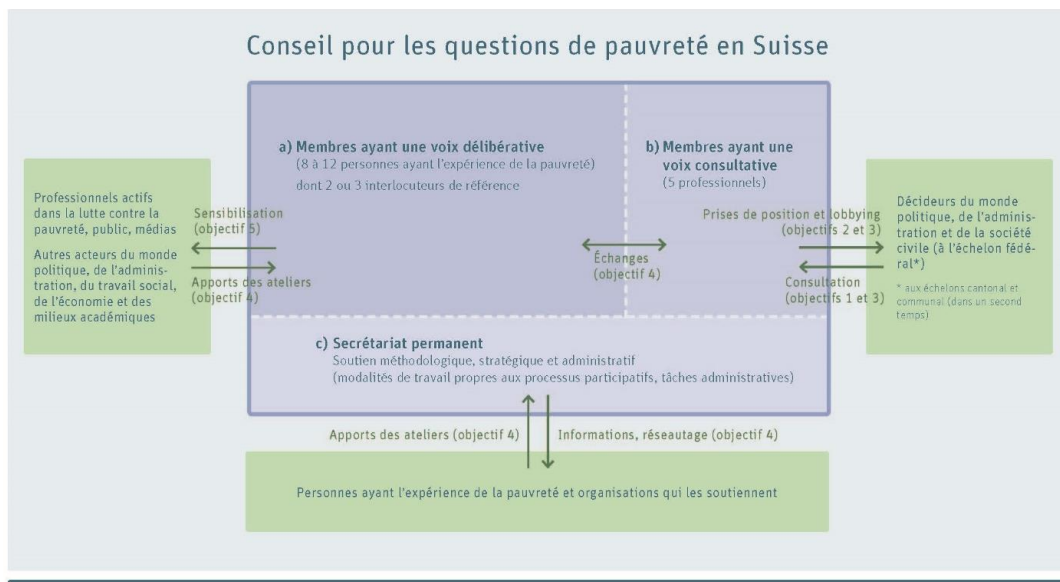 Conseil pour les questions de pauvreté en Suisse
a) Membres ayant une voix délibérative
(8 à 12 personnes ayant l'expérience de la pauvreté)
dont 2 ou 3 interlocuteurs de référence
b) Membres ayant une
voix consultative
(5 professionnels)
Professionnels actifs
dans la lutte contre la
pauvreté, public, médias
Autres acteurs du monde
politique, de l'adminis-
tration, du travail social,
de l'économie et des
milieux académiques
Sensibilisation
(objectif 5)
Apports des ateliers
(objectif 4)
Échanges
(objectif 4)
Prises de position et lobbying
(objectifs 2 et 3)
Consultation
(objectifs 1 et 3)
Décideurs du monde
politique, de l'adminis-
tration et de la société
civile (à l'échelon fédé-
ral*)
* aux échelons cantonal et
communal (dans un second
temps)
c) Secrétariat permanent
Soutien méthodologique, stratégique et administratif
(modalités de travail propres aux processus participatifs, tâches administratives)
Apports des ateliers (objectif 4)
Informations, réseautage (objectif 4)
Personnes ayant l'expérience de la pauvreté et organisations qui les soutiennent